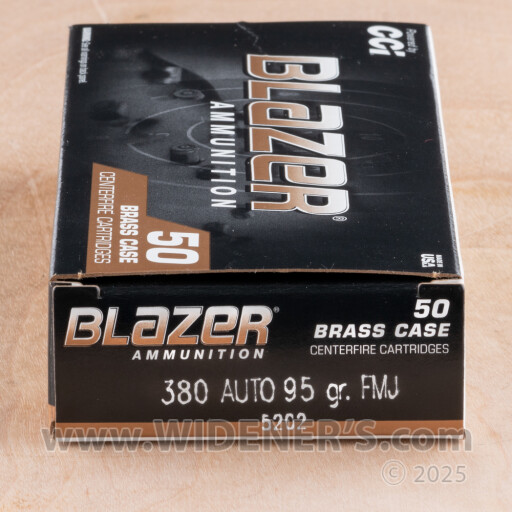 Powered by
CCI
BLAZER®
AMMUNITION
50
BRASS CASE
CENTERFIRE CARTRIDGES
MADE IN
USA
BLAZER®
AMMUNITION
50
BRASS CASE
CENTERFIRE CARTRIDGES
380 AUTO 95 gr. FMJ
5202
WWW.WIDENER'S.com
© 2025